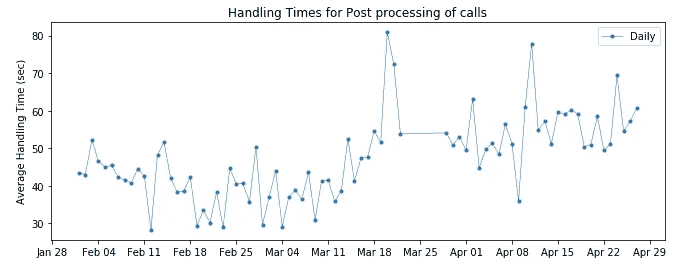 Handling Times for Post processing of calls
Daily
Average Handling Time (sec)
80
70
60
50
40
30
Jan 28 Feb 04 Feb 11 Feb 18 Feb 25 Mar 04 Mar 11 Mar 18 Mar 25 Apr 01 Apr 08 Apr 15 Apr 22 Apr 29